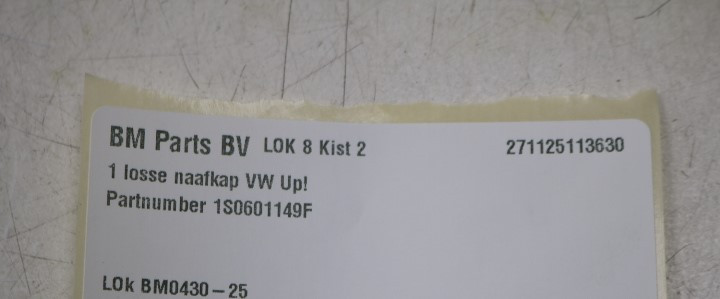 BM Parts BV LOK 8 Kist 2 271125113630
1 losse naafkap VW Up!
Partnumber 1S0601149F
LOk BM0430-25